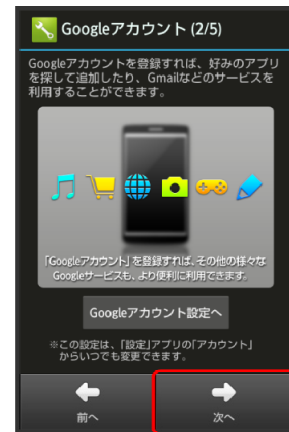 Googleアカウント (2/5)
Googleアカウントを登録すれば、好みのアプリ
を探して追加したり、Gmailなどのサービスを
利用することができます。
「Googleアカウント」を登録すれば、その他の様々な
Googleサービスも、より便利に利用できます。
Googleアカウント設定へ
※この設定は、「設定」アプリの「アカウント」
からいつでも変更できます。
前へ
次へ